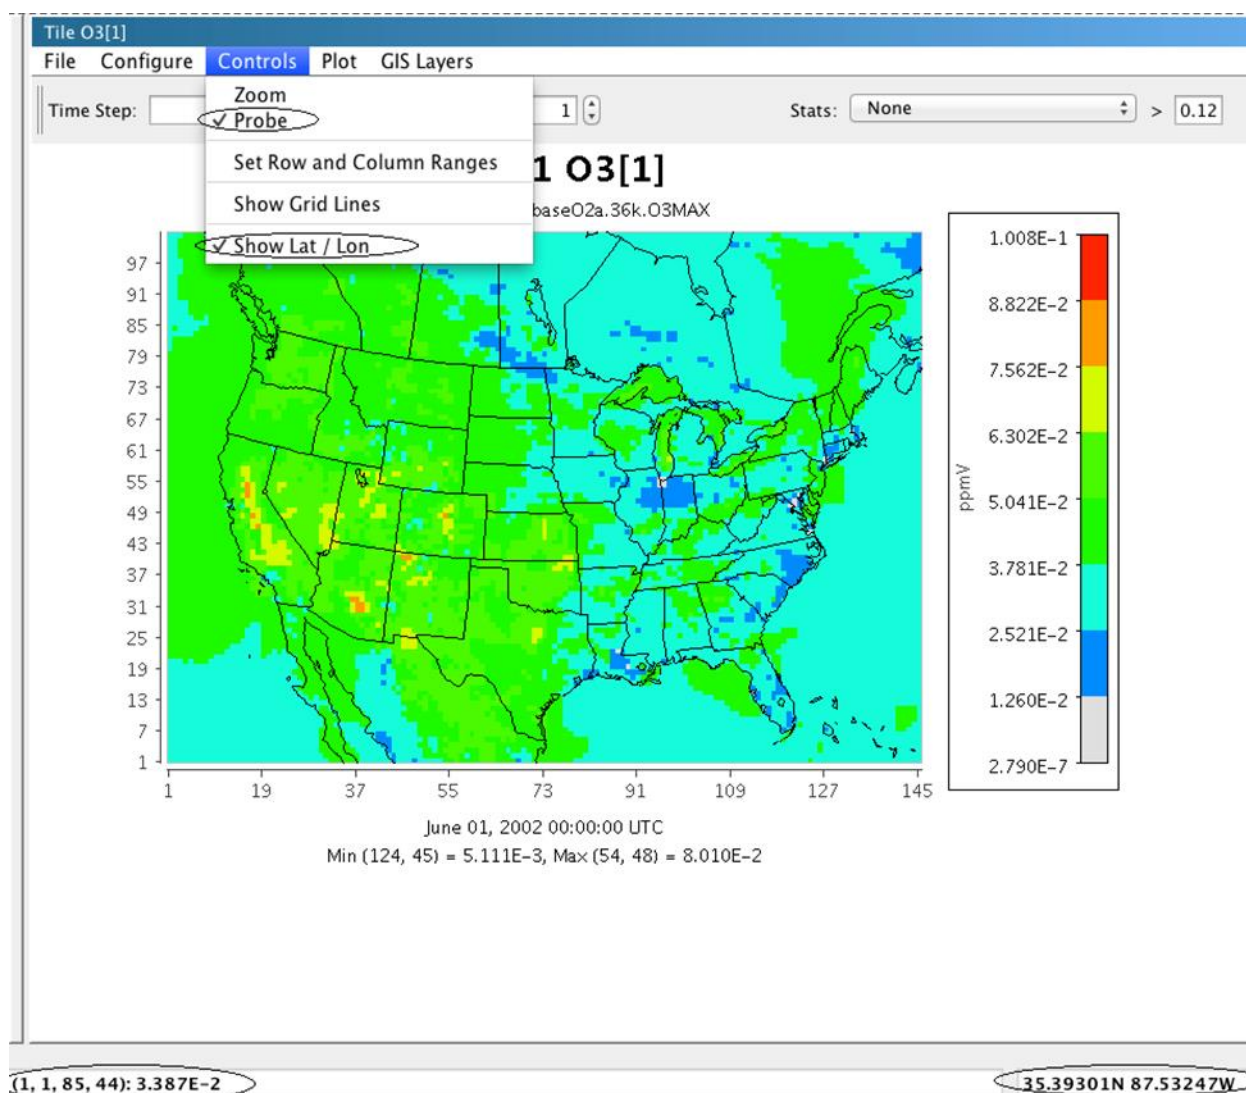 Tile O3[1]
File Configure Controls Plot GIS Layers
Zoom
Time Step: 1 Stats: None > 0.12
✓ Probe
Set Row and Column Ranges
1 O3[1]
Show Grid Lines
baseO2a.36k.O3MAX
✓ Show Lat / Lon
1.008E-1
97
91
8.822E-2
85
79
7.562E-2
73
67
6.302E-2
61
55
ppmV
5.041E-2
49
43
3.781E-2
37
31
2.521E-2
25
19
1.260E-2
13
7
2.790E-7
1
1 19 37 55 73 91 109 127 145
June 01, 2002 00:00:00 UTC
Min (124, 45) = 5.111E-3, Max (54, 48) = 8.010E-2
(1, 1, 85, 44): 3.387E-2 35.39301N 87.53247W